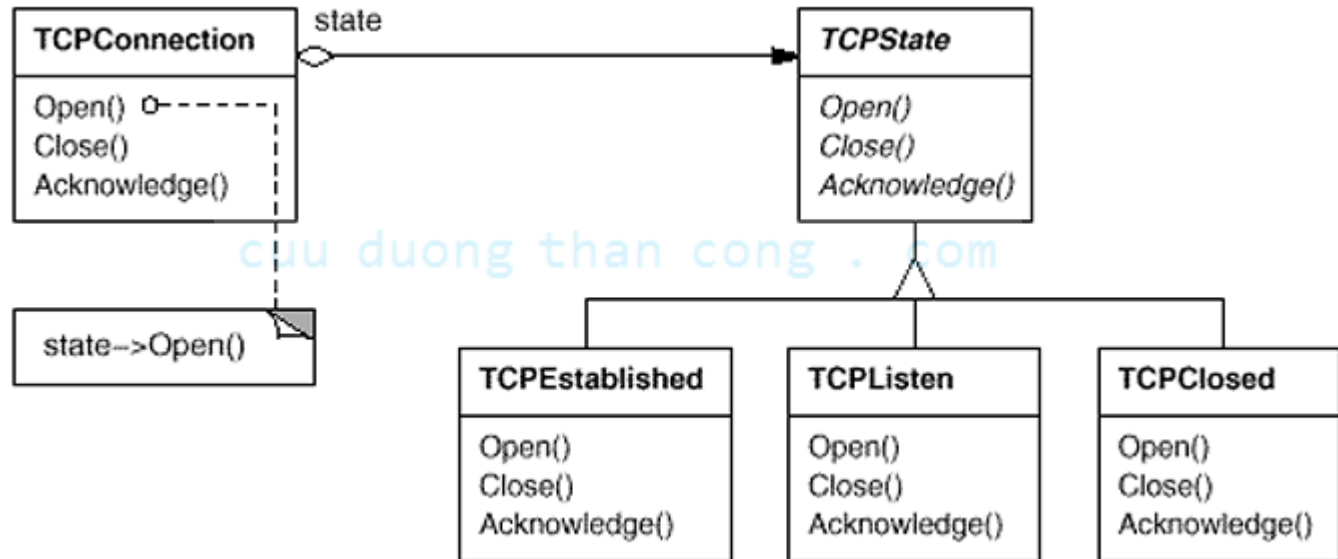 TCPConnection
Open()
Close()
Acknowledge()
state
TCPState
Open()
Close()
Acknowledge()
cuu duong than cong . com
state->Open()
TCPEstablished
Open()
Close()
Acknowledge()
TCPListen
Open()
Close()
Acknowledge()
TCPClosed
Open()
Close()
Acknowledge()